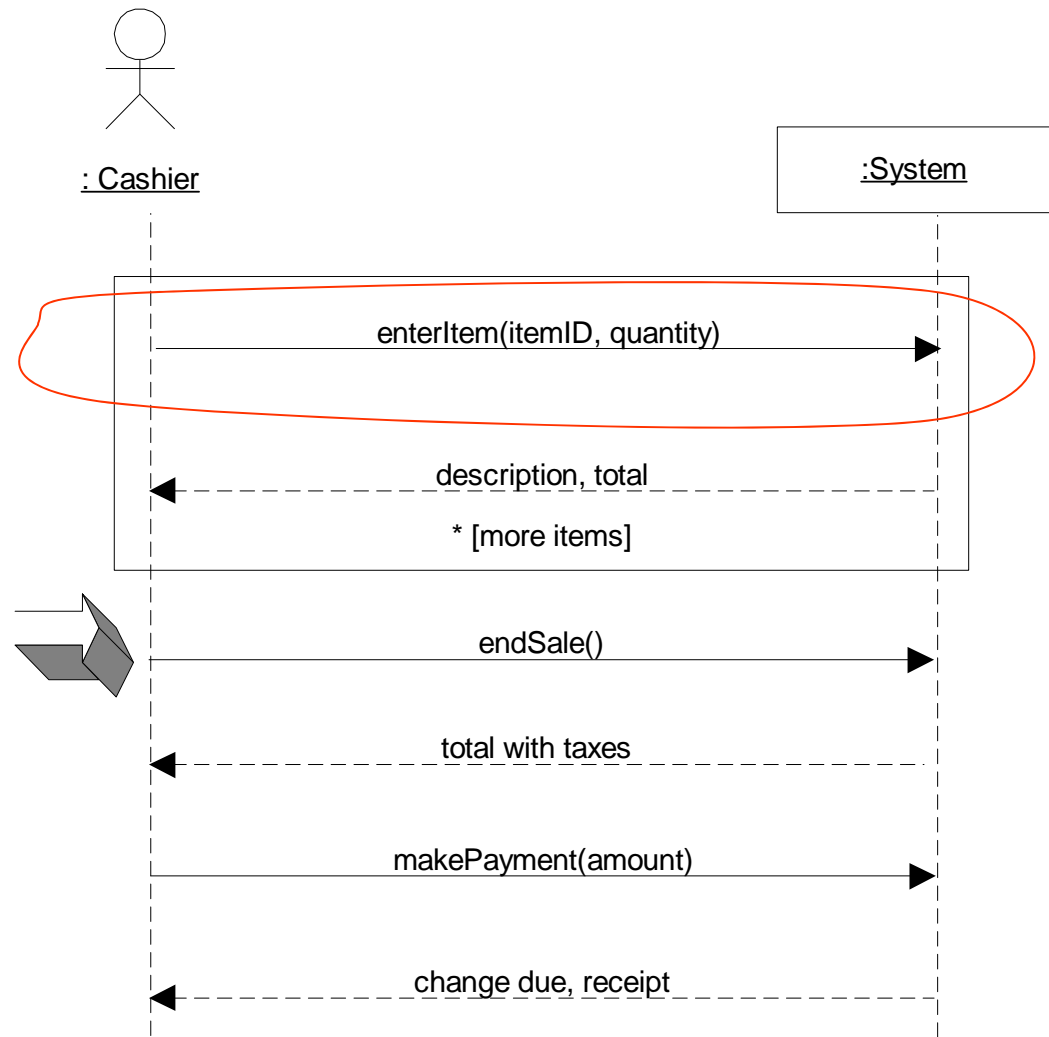 : Cashier
:System
enterItem(itemID, quantity)
description, total
* [more items]
endSale()
total with taxes
makePayment(amount)
change due, receipt